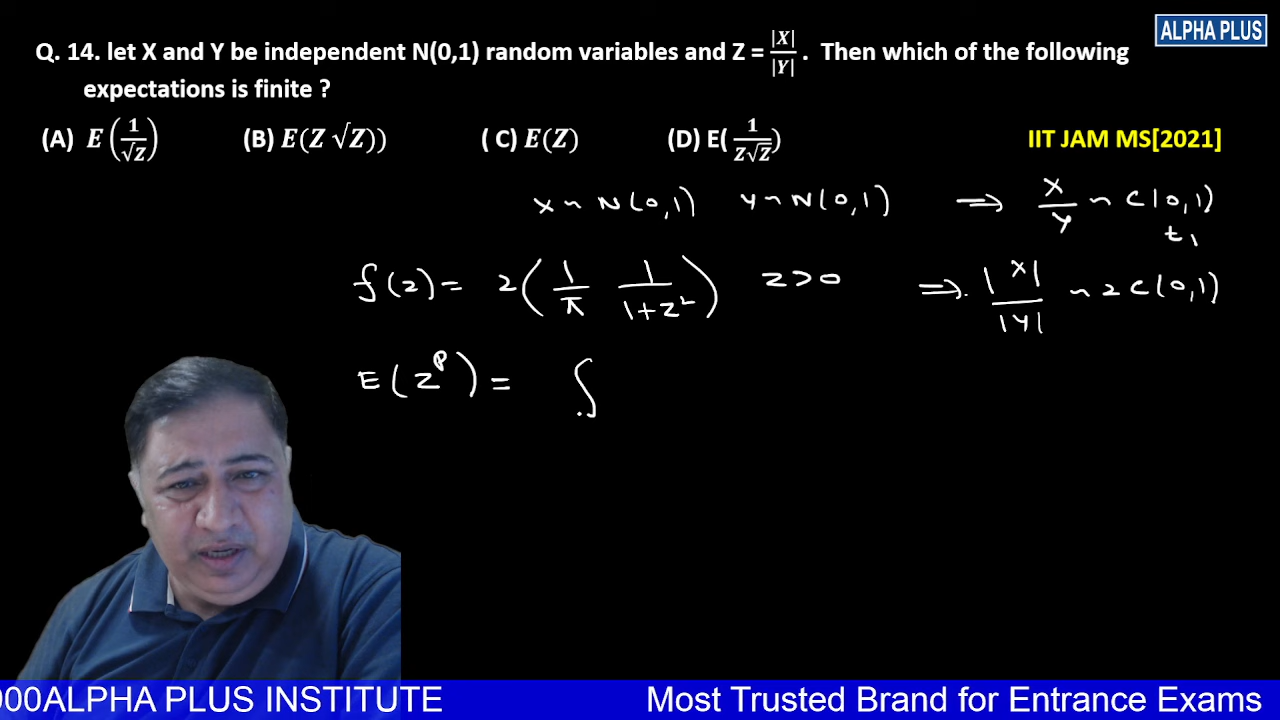 ALPHA PLUS
Q. 14. let X and Y be independent N(0,1) random variables and Z = |X|/|Y| . Then which of the following
expectations is finite ?
(A) E(1/√Z) (B) E(Z √Z)) ( C) E(Z) (D) E(1/(Z√Z)) IIT JAM MS[2021]
X ~ N(0,1) Y ~ N(0,1) ⟹ X/Y ~ C(0,1)
t₁
f(z) = 2(1/π 1/(1+z²)) z>0 ⟹ |X|/|Y| ~ 2 C(0,1)
E(Z^p) = ∫
000ALPHA PLUS INSTITUTE Most Trusted Brand for Entrance Exams